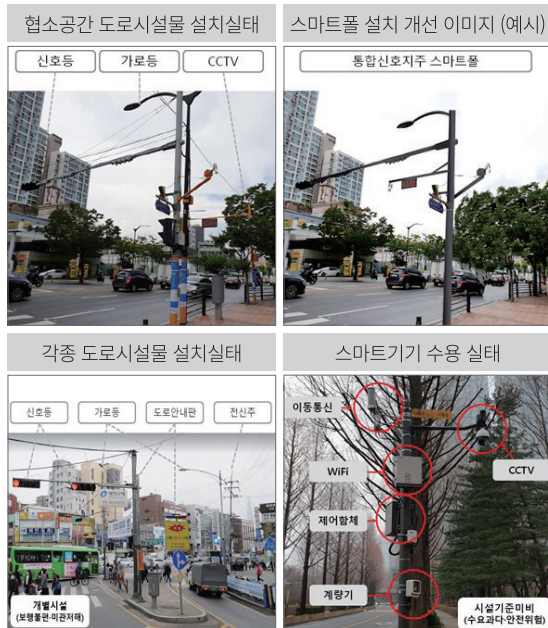 협소공간 도로시설물 설치실태
스마트폴 설치 개선 이미지 (예시)
신호등
가로등
CCTV
통합신호지주 스마트폴
각종 도로시설물 설치실태
스마트기기 수용 실태
신호등
가로등
도로안내판
전신주
개별시설
(보행불편·미관저해)
이동통신
WiFi
제어함체
계량기
CCTV
시설기준미비
(수요과다·안전위험)